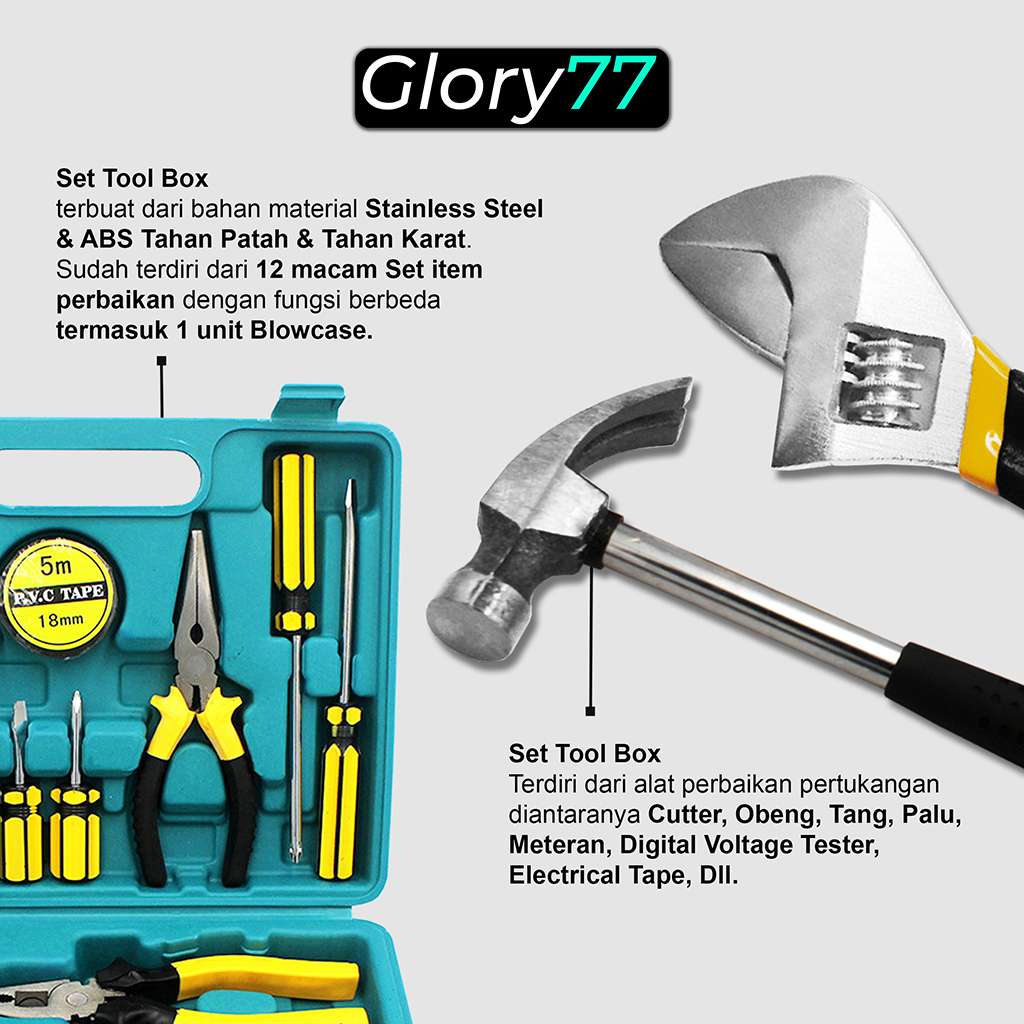 Glory77
Set Tool Box
terbuat dari bahan material Stainless Steel
& ABS Tahan Patah & Tahan Karat.
Sudah terdiri dari 12 macam Set item
perbaikan dengan fungsi berbeda
termasuk 1 unit Blowcase.
5m
P.V.C TAPE
18mm
Set Tool Box
Terdiri dari alat perbaikan pertukangan
diantaranya Cutter, Obeng, Tang, Palu,
Meteran, Digital Voltage Tester,
Electrical Tape, Dll.